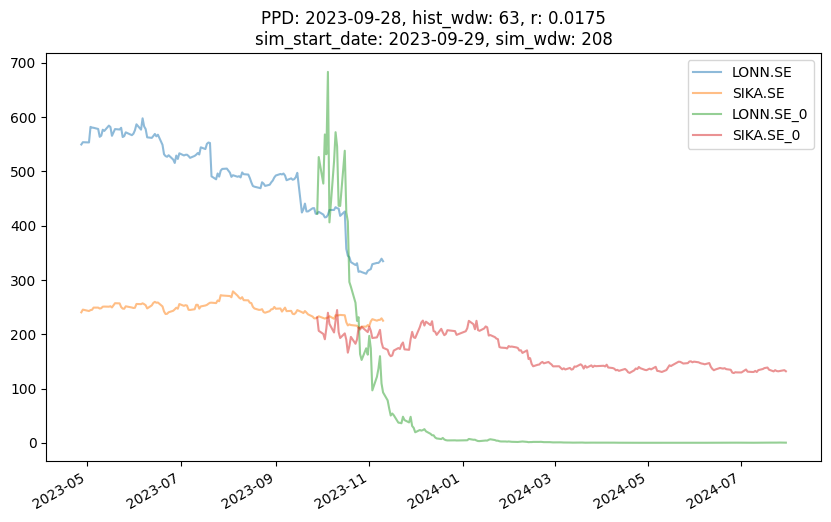 PPD: 2023-09-28, hist_wdw: 63, r: 0.0175
sim_start_date: 2023-09-29, sim_wdw: 208
LONN.SE
SIKA.SE
LONN.SE_0
SIKA.SE_0
700
600
500
400
300
200
100
0
2023-05
2023-07
2023-09
2023-11
2024-01
2024-03
2024-05
2024-07